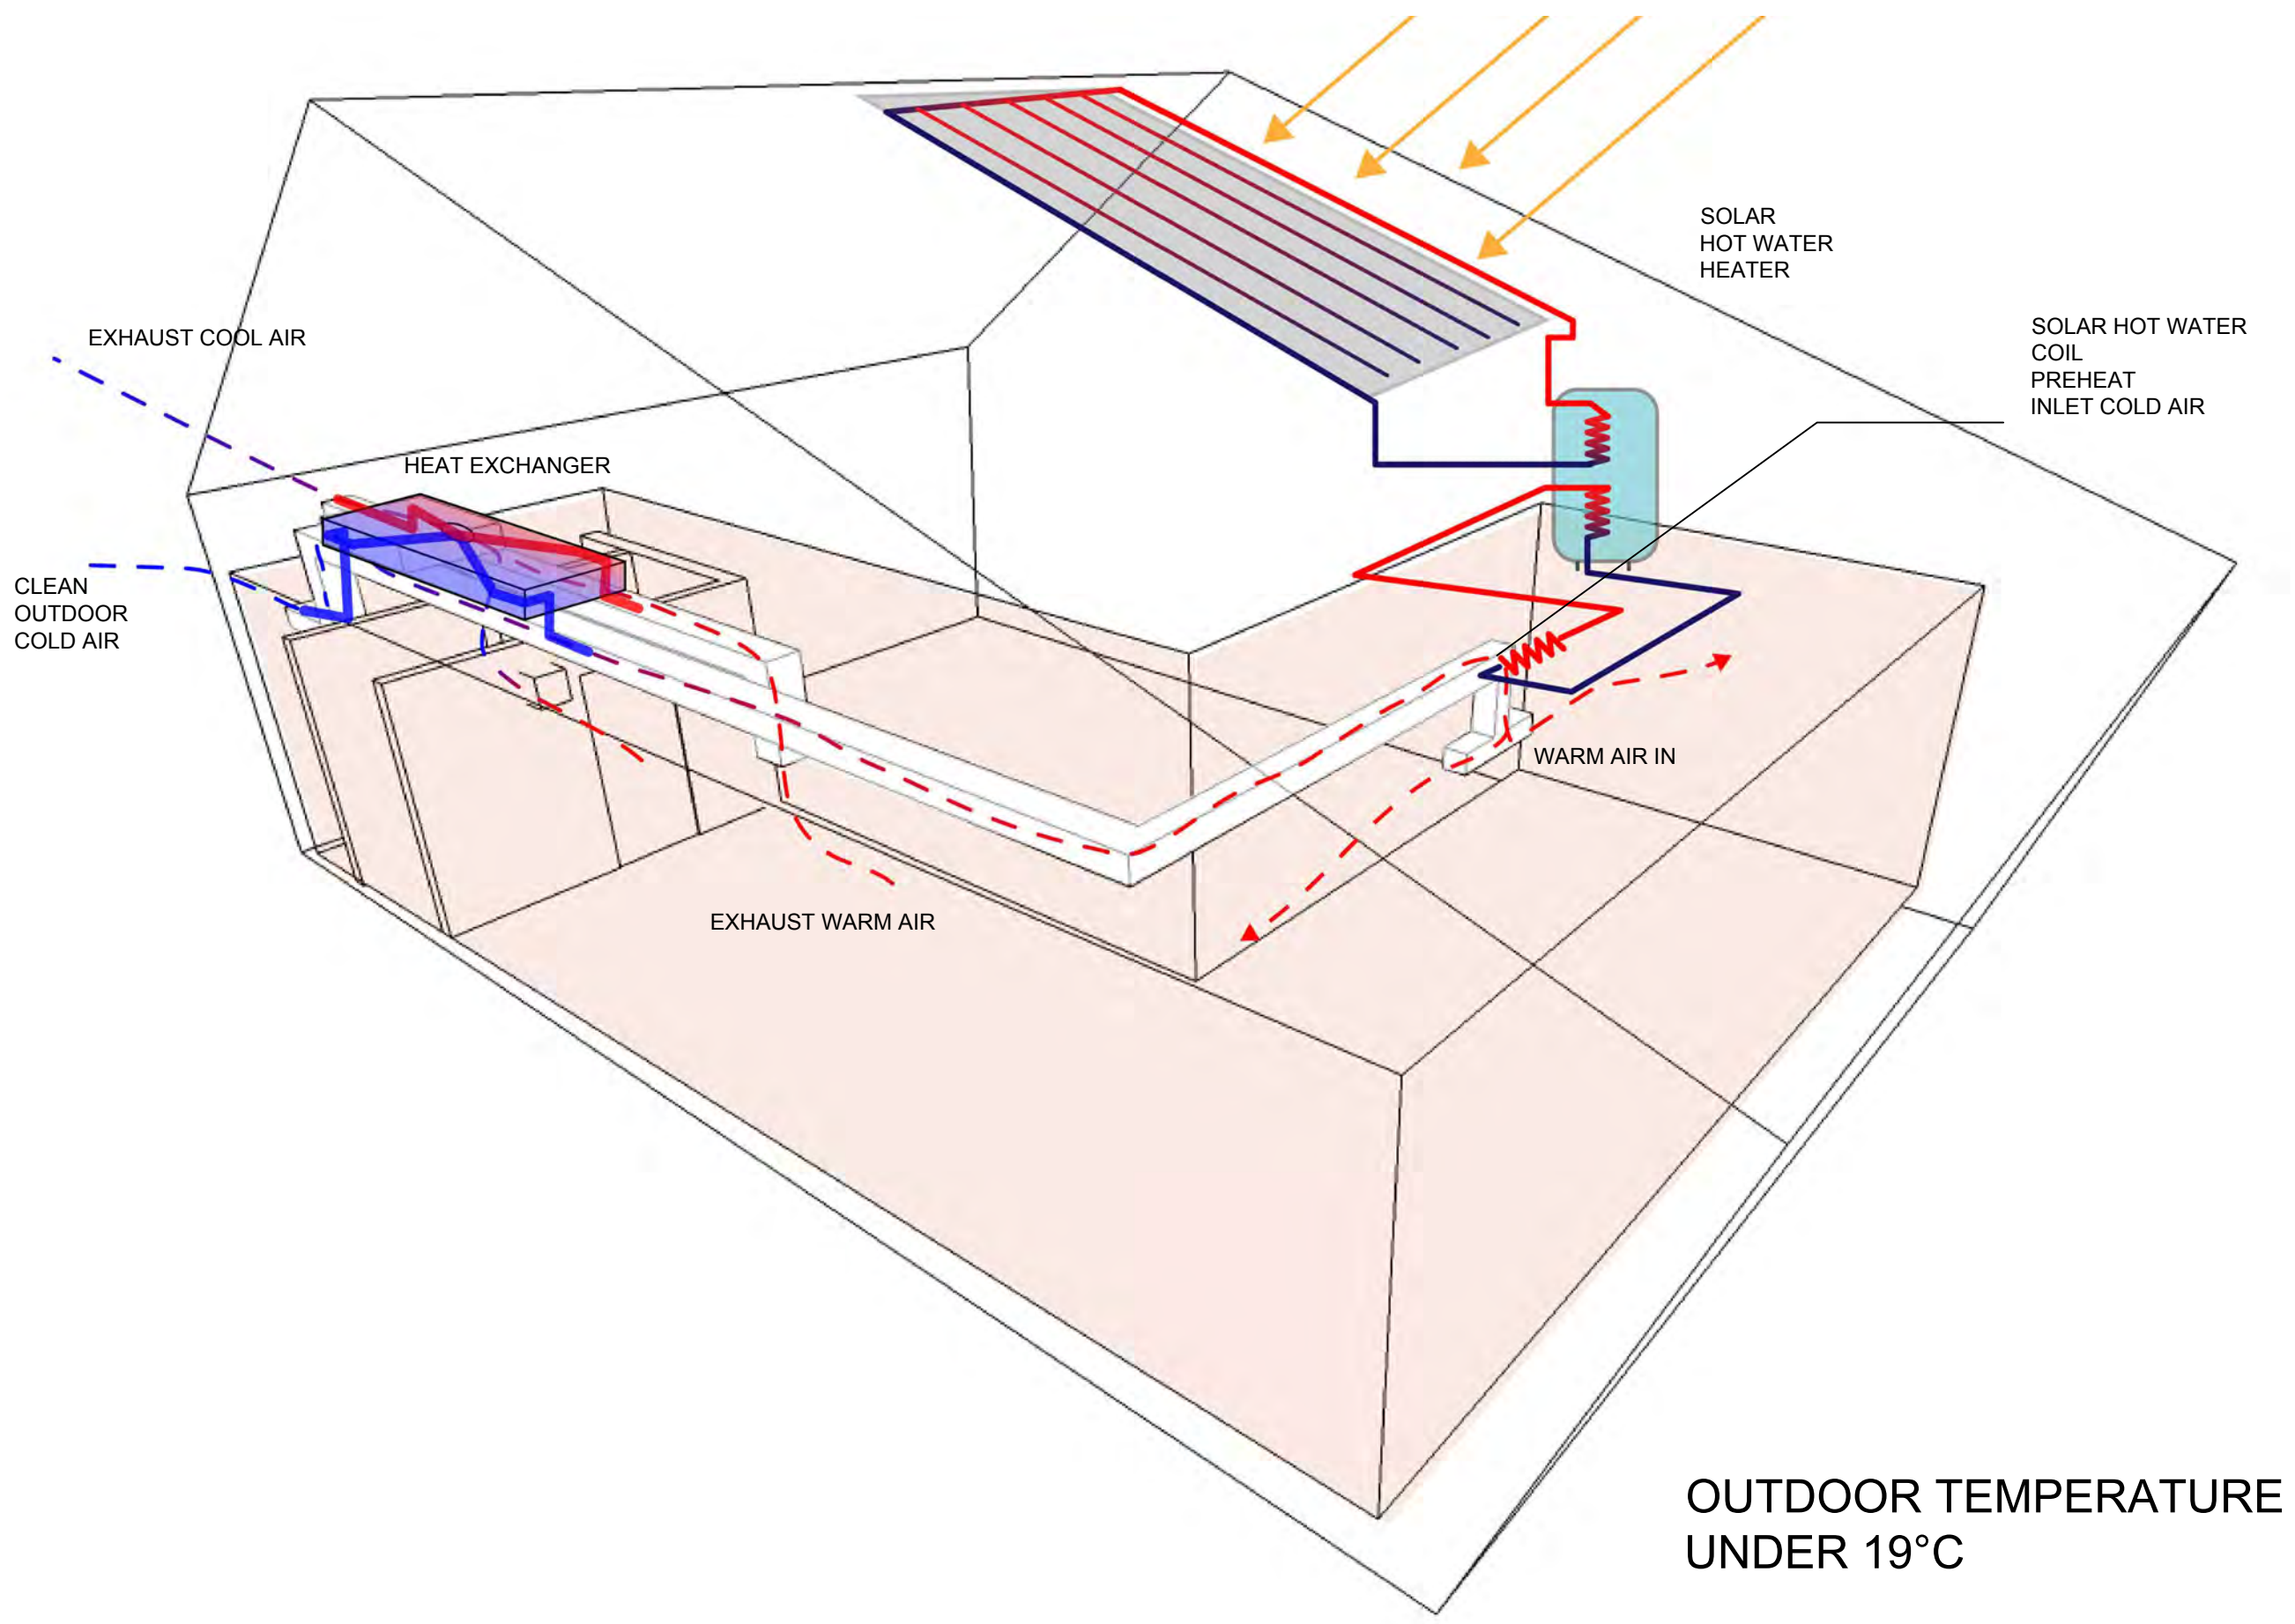 SOLAR
HOT WATER
HEATER
SOLAR HOT WATER
COIL
PREHEAT
INLET COLD AIR
EXHAUST COOL AIR
HEAT EXCHANGER
CLEAN
OUTDOOR
COLD AIR
WARM AIR IN
EXHAUST WARM AIR
OUTDOOR TEMPERATURE
UNDER 19°C